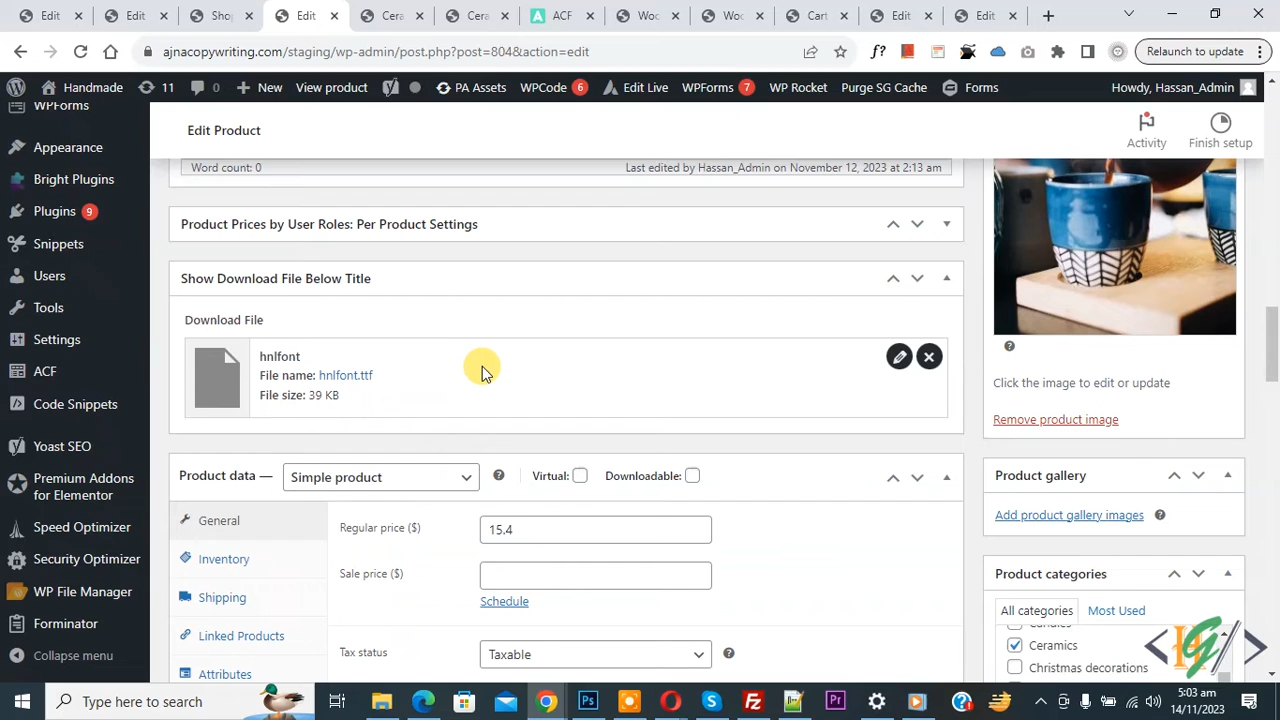 Edit
Edit
Sho
Edit
Cera
Cera
ACF
Woo
Woo
Cart
Edit
Edit
ajnacopywriting.com/staging/wp-admin/post.php?post=804&action=edit
f?
Relaunch to update
Handmade
11
0
New
View product
PA Assets
WPCode 6
Edit Live
WPForms 7
WP Rocket
Purge SG Cache
Forms
Howdy, Hassan_Admin
WPForms
Appearance
Bright Plugins
Plugins 9
Snippets
Users
Tools
Settings
ACF
Code Snippets
Yoast SEO
Premium Addons
for Elementor
Speed Optimizer
Security Optimizer
WP File Manager
Forminator
Collapse menu
Edit Product
Activity
Finish setup
Word count: 0
Last edited by Hassan_Admin on November 12, 2023 at 2:13 am
Product Prices by User Roles: Per Product Settings
Show Download File Below Title
Download File
hnlfont
File name: hnlfont.ttf
File size: 39 KB
Product data —
Simple product
Virtual:
Downloadable:
General
Inventory
Shipping
Linked Products
Attributes
Regular price ($)
15.4
Sale price ($)
Schedule
Tax status
Taxable
Click the image to edit or update
Remove product image
Product gallery
Add product gallery images
Product categories
All categories
Most Used
Candles
Ceramics
Christmas decorations
Type here to search
Ps
Pr
5:03 am
14/11/2023